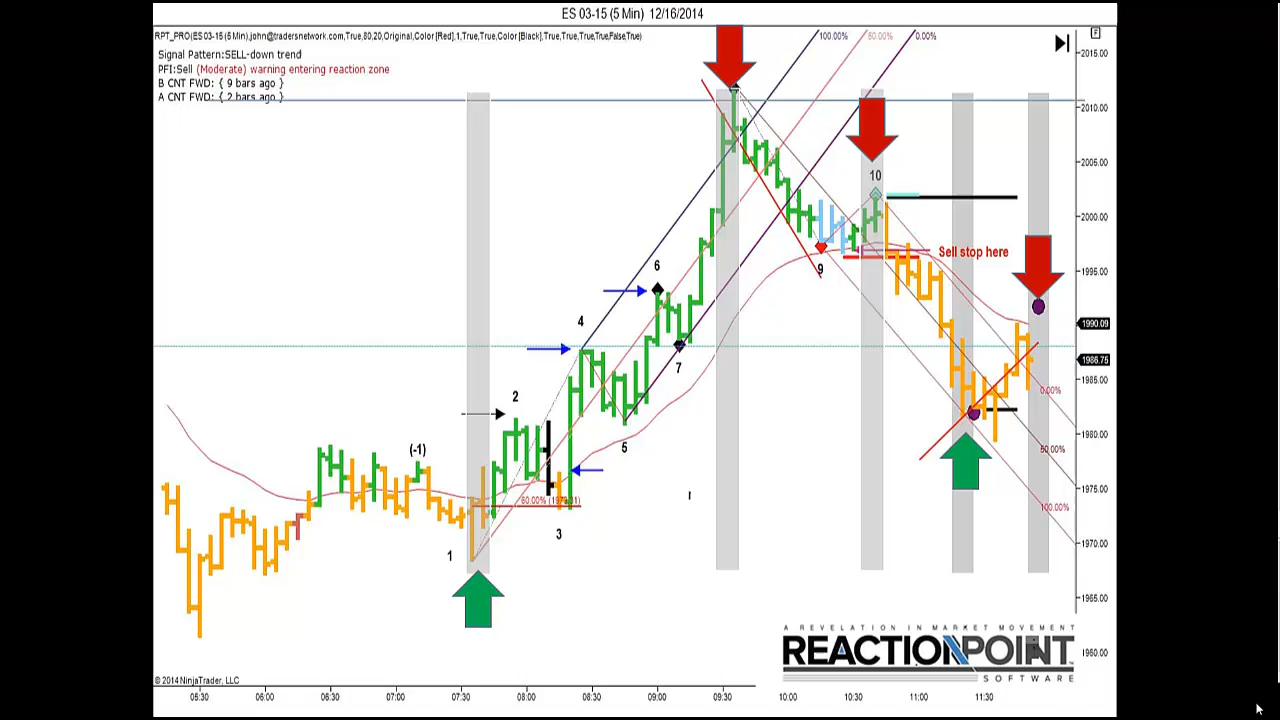 ES 03-15 (5 Min) 12/16/2014
RPT_PRO(ES 03-15 (5 Min),john@tradersnetwork.com,True,80,20,Original,Color [Red],1,True,True,Color [Black],True,True,True,True,False,True)
Signal Pattern:SELL-down trend
PFI:Sell (Moderate) warning entering reaction zone
B CNT FWD: { 9 bars ago }
A CNT FWD: { 2 bars ago }
100.00% 60.00% 0.00%
F
2015.00
2010.00
2005.00
2000.00
1995.00
1990.09
1986.75
1985.00
1980.00
1975.00
1970.00
1965.00
1960.00
10
Sell stop here
9
6
4
7
2
5
(-1)
60.00% (1973.31)
3
1
0.00%
50.00%
100.00%
A REVELATION IN MARKET MOVEMENT
REACTIONPOINT
SOFTWARE
© 2014 NinjaTrader, LLC
05:30 06:00 06:30 07:00 07:30 08:00 08:30 09:00 09:30 10:00 10:30 11:00 11:30